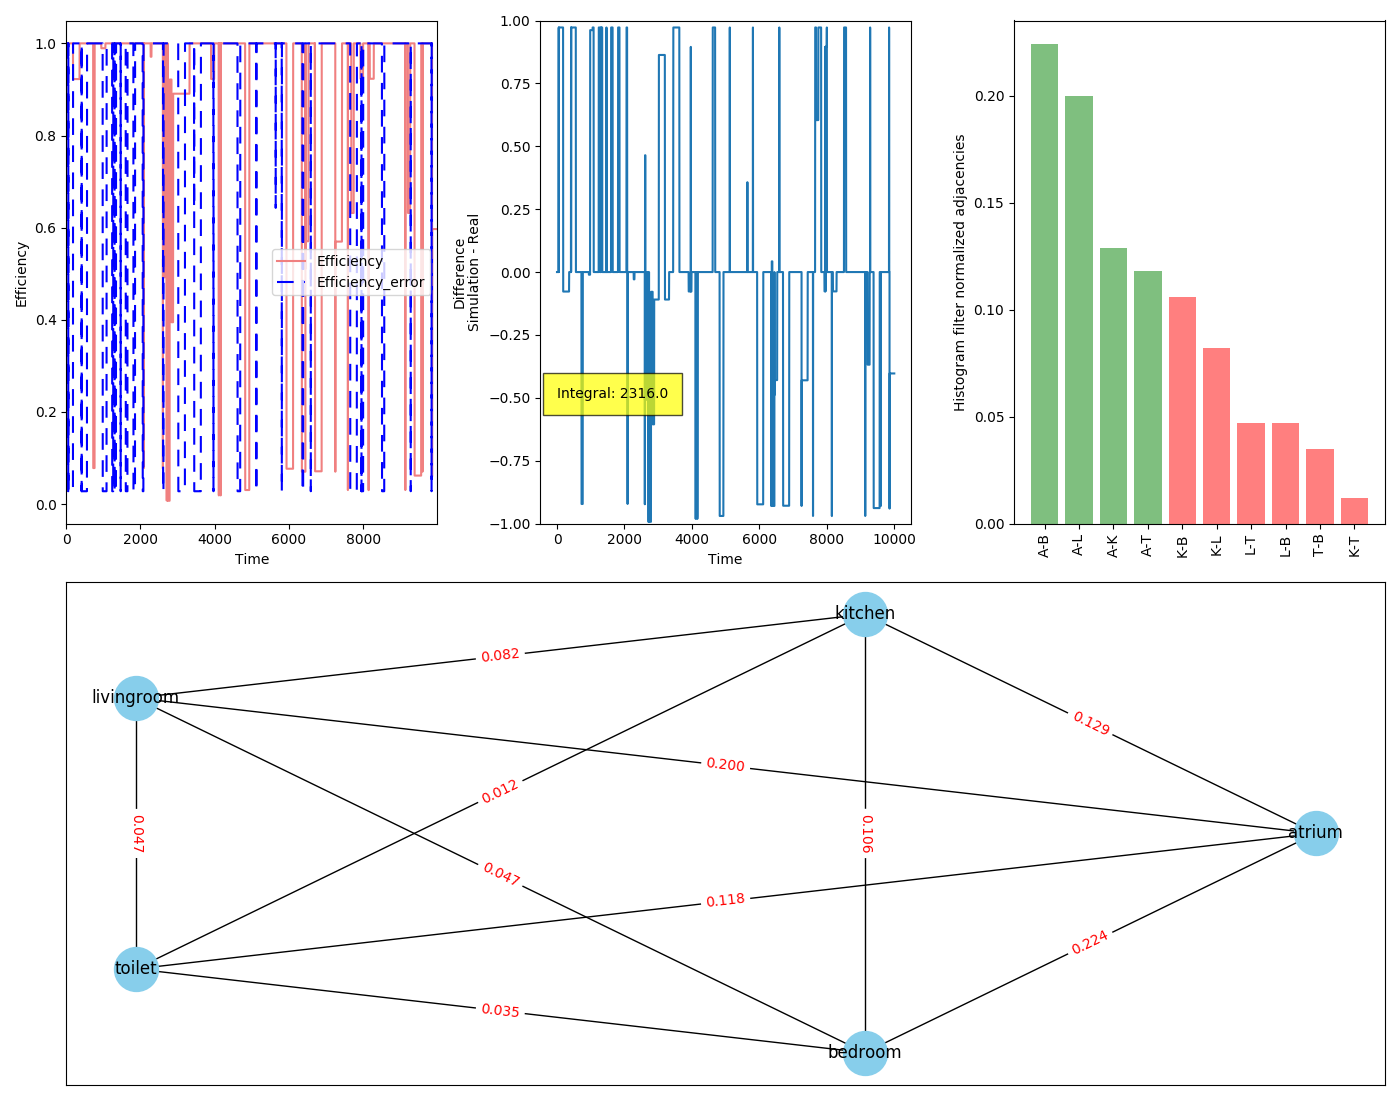 Efficiency
1.0
0.8
0.6
0.4
0.2
0.0
0
2000
4000
6000
8000
Time
Efficiency
Efficiency_error
Difference
Simulation - Real
1.00
0.75
0.50
0.25
0.00
−0.25
−0.50
−0.75
−1.00
0
2000
4000
6000
8000
10000
Time
Integral: 2316.0
Histogram filter normalized adjacencies
0.20
0.15
0.10
0.05
0.00
A-B
A-L
A-K
A-T
K-B
K-L
L-T
L-B
T-B
K-T
kitchen
0.082
livingroom
0.129
0.200
0.012
0.047
0.106
atrium
0.047
0.118
0.224
toilet
0.035
bedroom